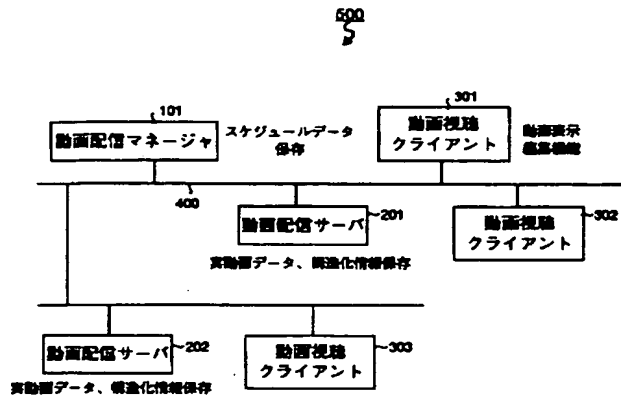 500
101
動画配信マネージャ
スケジュールデータ
保存
301
動画視聴
クライアント
動画表示
編集機能
400
動画配信サーバ
201
実動画データ、構造化情報保存
動画視聴
クライアント
302
動画配信サーバ
202
実動画データ、構造化情報保存
動画視聴
クライアント
303